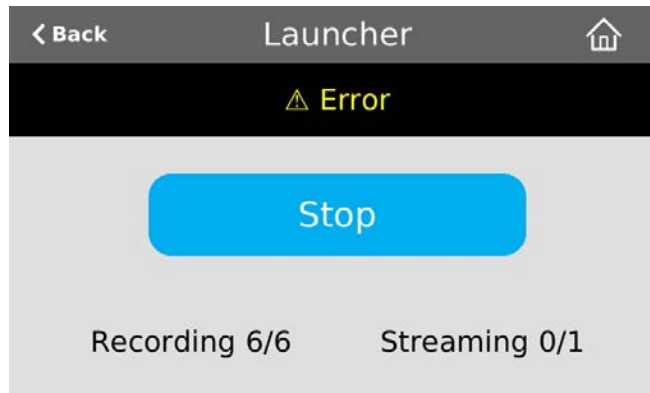 Back Launcher
⚠ Error
Stop
Recording 6/6 Streaming 0/1